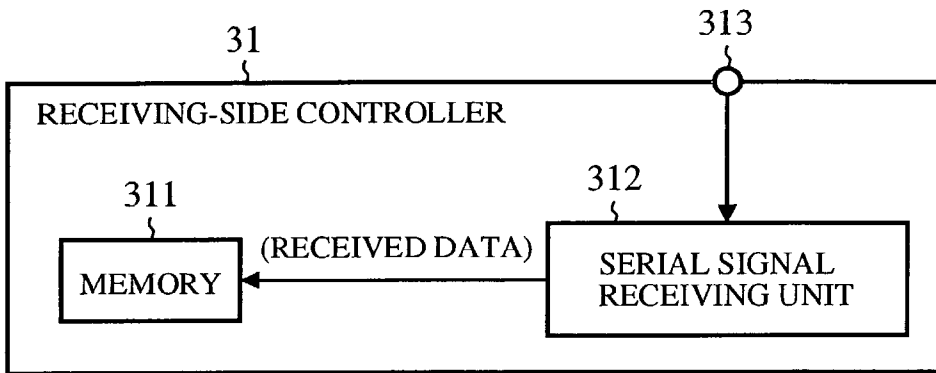 313
31
RECEIVING-SIDE CONTROLLER
312
311
(RECEIVED DATA)
SERIAL SIGNAL
RECEIVING UNIT
MEMORY